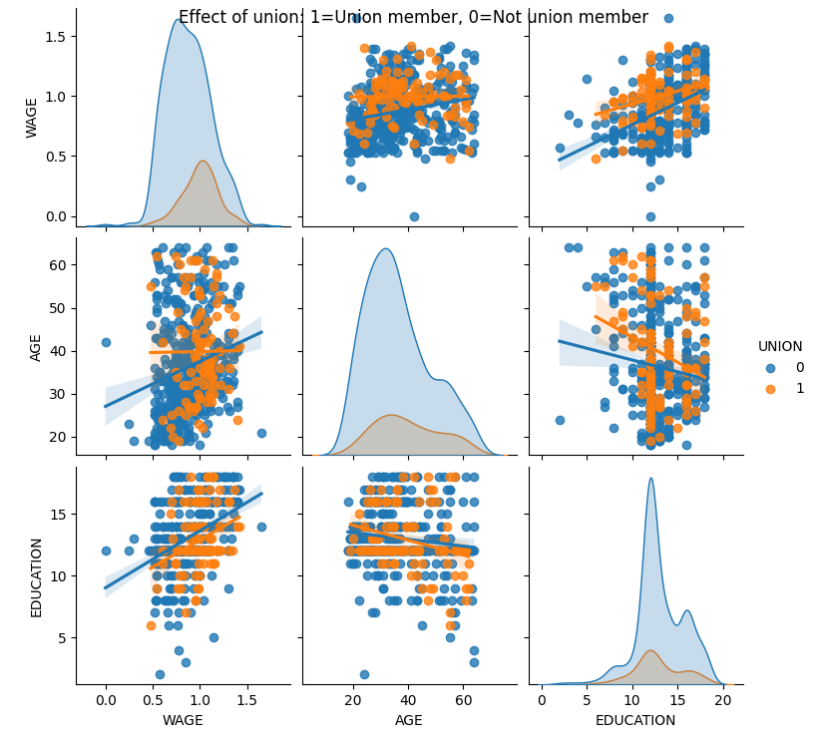 Effect of union: 1=Union member, 0=Not union member
WAGE
1.5
1.0
0.5
0.0
AGE
60
50
40
30
20
UNION
0
1
EDUCATION
15
10
5
0.0 0.5 1.0 1.5
20 40 60
0 5 10 15 20
WAGE
AGE
EDUCATION